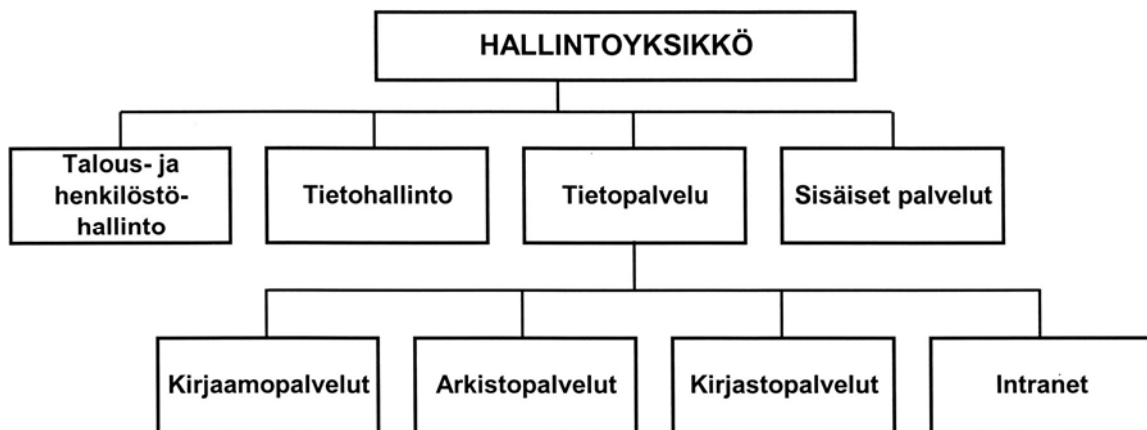 HALLINTOYKSIKKÖ
Talous- ja
henkilöstö-
hallinto
Tietohallinto
Tietopalvelu
Sisäiset palvelut
Kirjaamopalvelut
Arkistopalvelut
Kirjastopalvelut
Intranet